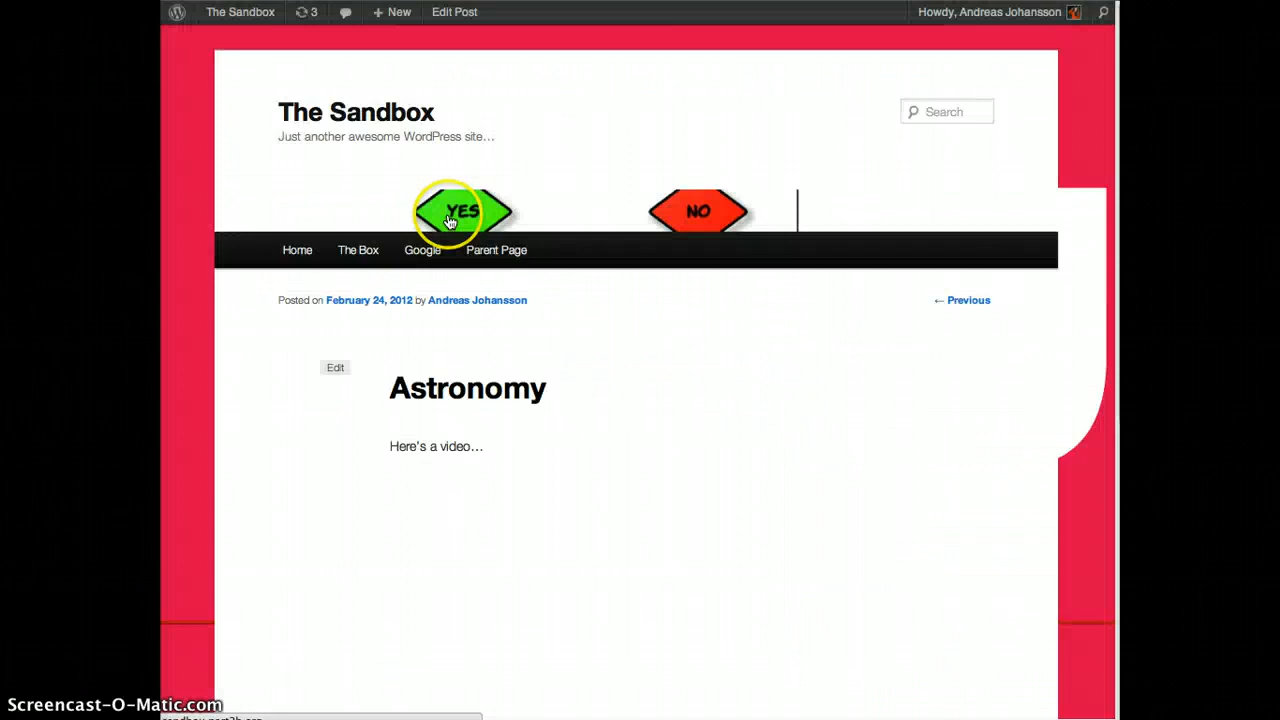 The Sandbox 3 + New Edit Post Howdy, Andreas Johansson
The Sandbox
Search
Just another awesome WordPress site…
YES NO
Home The Box Google Parent Page
Posted on February 24, 2012 by Andreas Johansson ← Previous
Edit
Astronomy
Here's a video…
Screencast-O-Matic.com